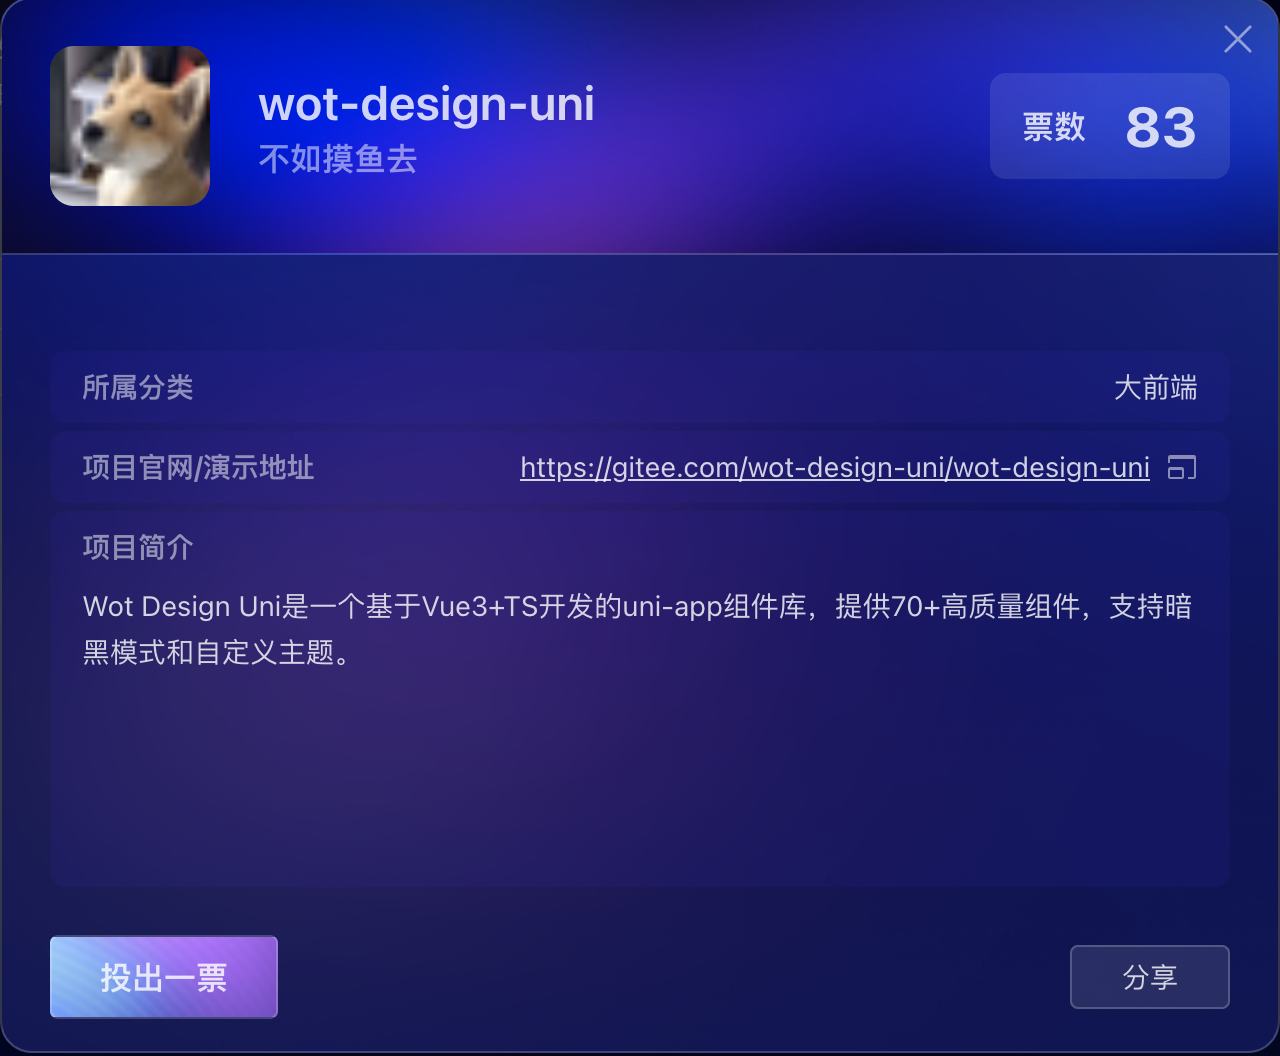 wot-design-uni
不如摸鱼去
票数 83
所属分类 大前端
项目官网/演示地址 https://gitee.com/wot-design-uni/wot-design-uni
项目简介
Wot Design Uni是一个基于Vue3+TS开发的uni-app组件库，提供70+高质量组件，支持暗
黑模式和自定义主题。
投出一票 分享